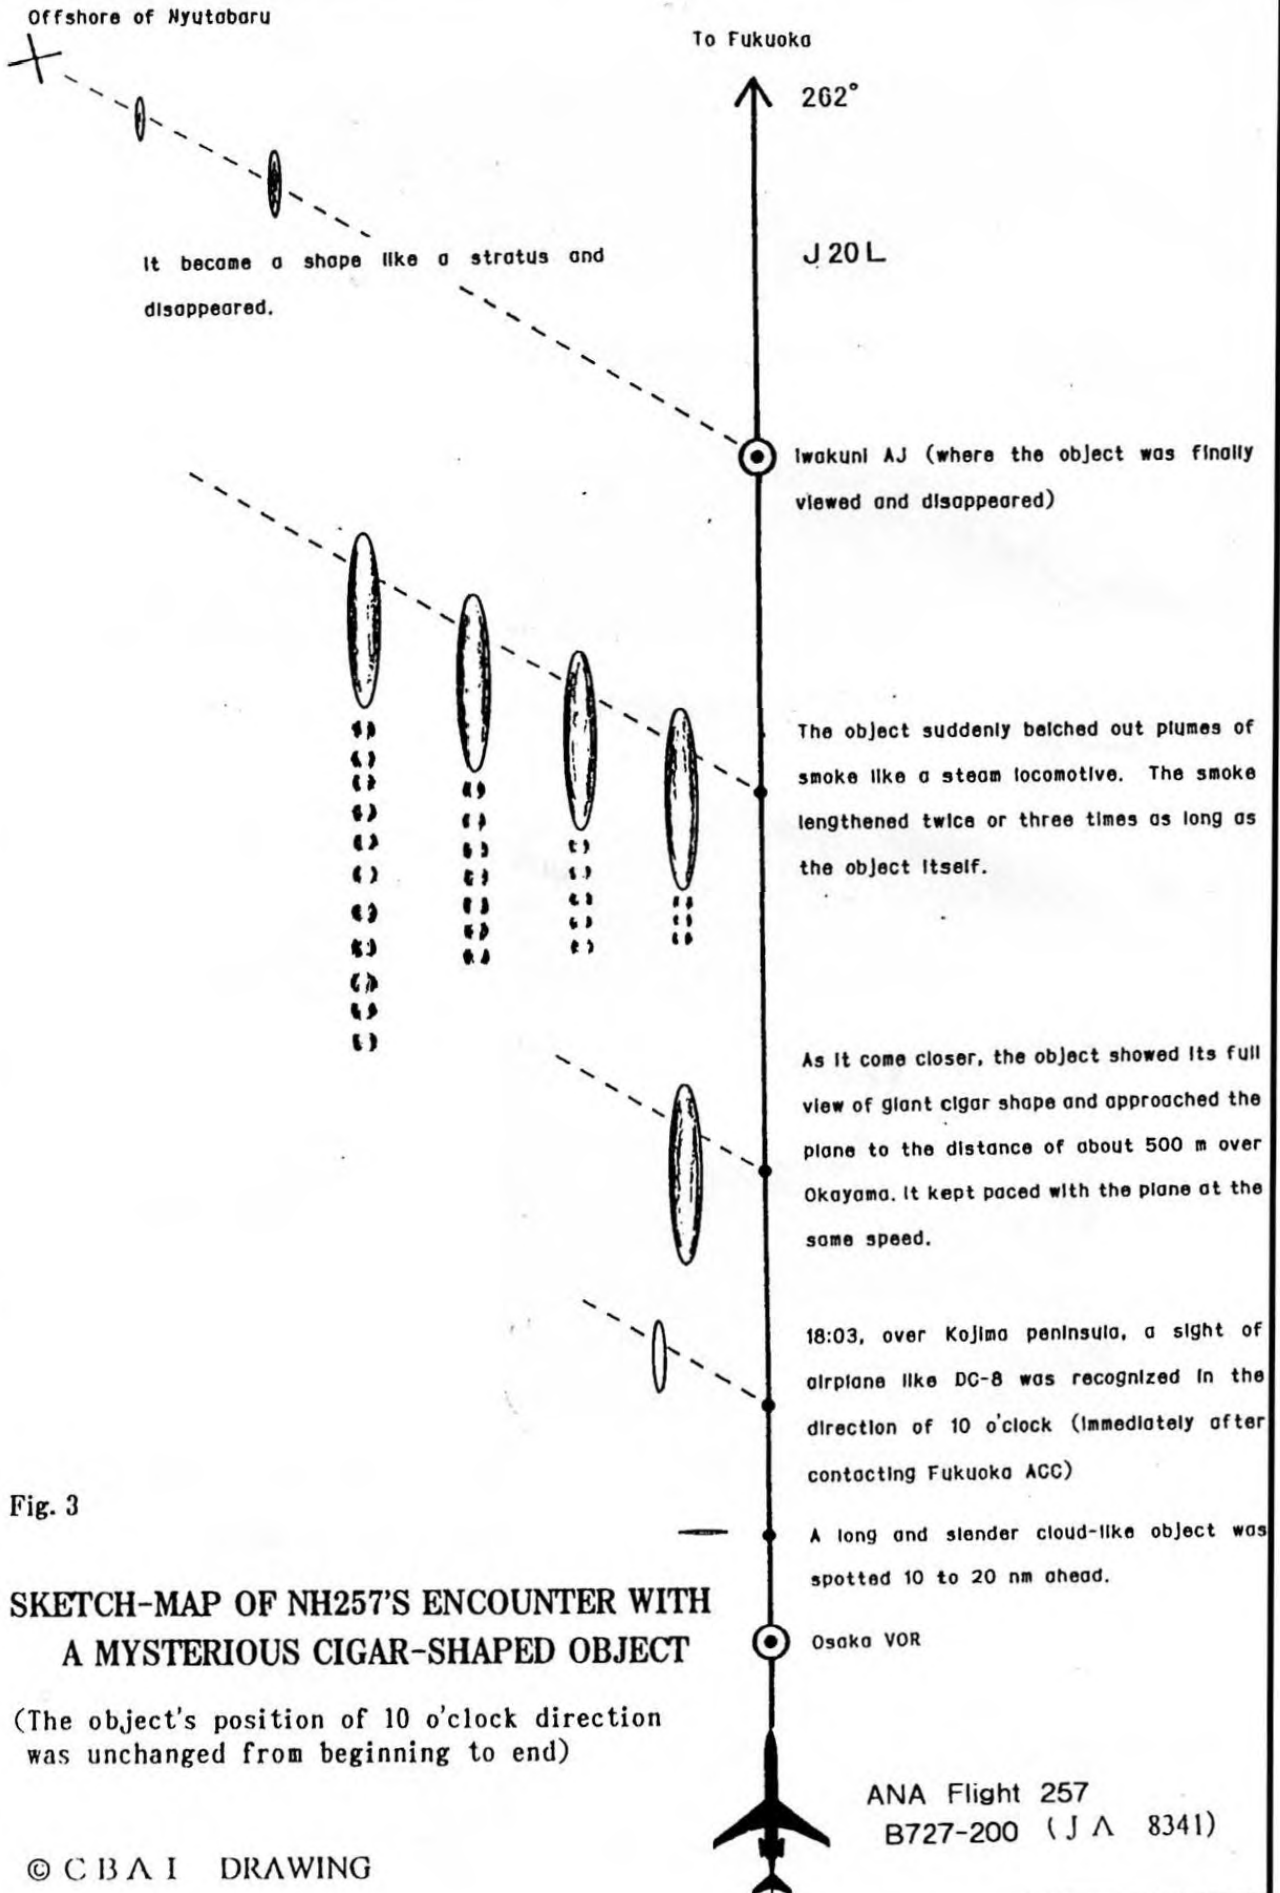 Offshore of Nyutabaru
To Fukuoka
262°
J 20 L
It became a shape like a stratus and
disappeared.
Iwakuni AJ (where the object was finally
viewed and disappeared)
The object suddenly belched out plumes of
smoke like a steam locomotive. The smoke
lengthened twice or three times as long as
the object itself.
As it come closer, the object showed its full
view of giant cigar shape and approached the
plane to the distance of about 500 m over
Okayama. It kept paced with the plane at the
same speed.
18:03, over Kojima peninsula, a sight of
airplane like DC-8 was recognized in the
direction of 10 o'clock (immediately after
contacting Fukuoka ACC)
A long and slender cloud-like object was
spotted 10 to 20 nm ahead.
Osaka VOR
Fig. 3
SKETCH-MAP OF NH257'S ENCOUNTER WITH
A MYSTERIOUS CIGAR-SHAPED OBJECT
(The object's position of 10 o'clock direction
was unchanged from beginning to end)
ANA Flight 257
B727-200 (JA 8341)
© CBA I DRAWING